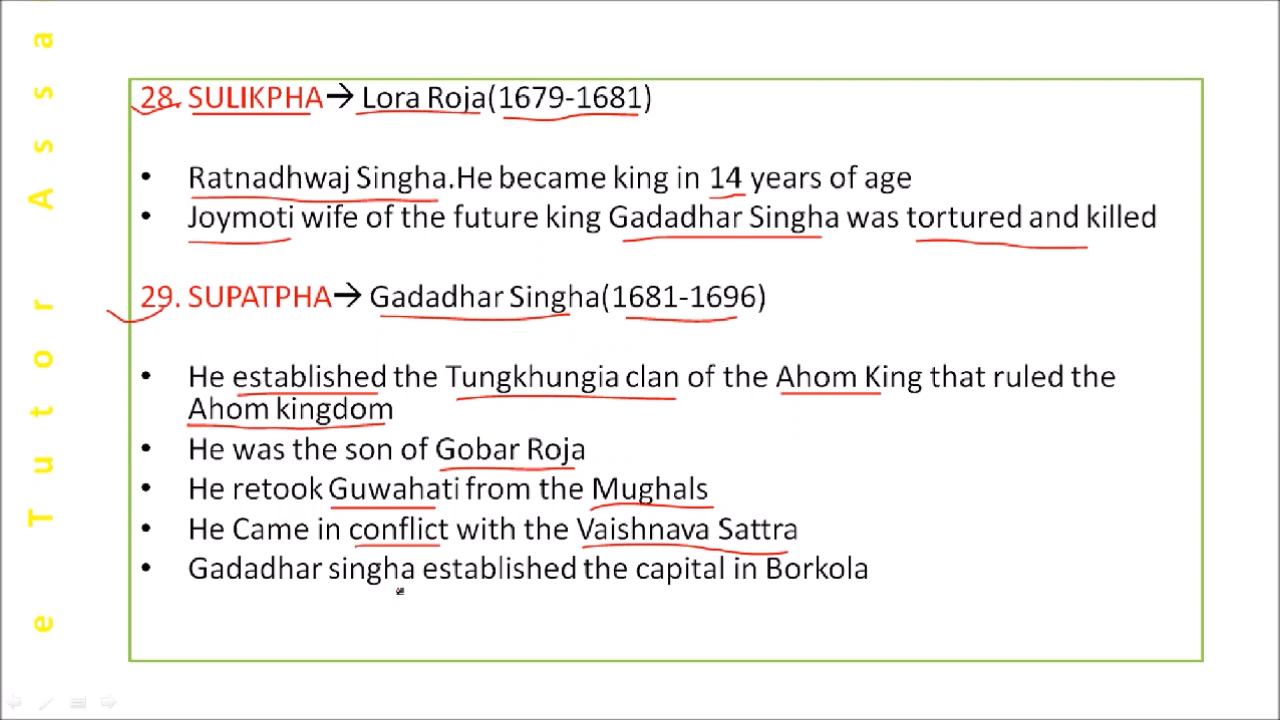 28. SULIKPHA→ Lora Roja(1679-1681)
• Ratnadhwaj Singha.He became king in 14 years of age
• Joymoti wife of the future king Gadadhar Singha was tortured and killed
29. SUPATPHA→ Gadadhar Singha(1681-1696)
• He established the Tungkhungia clan of the Ahom King that ruled the
Ahom kingdom
• He was the son of Gobar Roja
• He retook Guwahati from the Mughals
• He Came in conflict with the Vaishnava Sattra
• Gadadhar singha established the capital in Borkola
e Tutor Assa